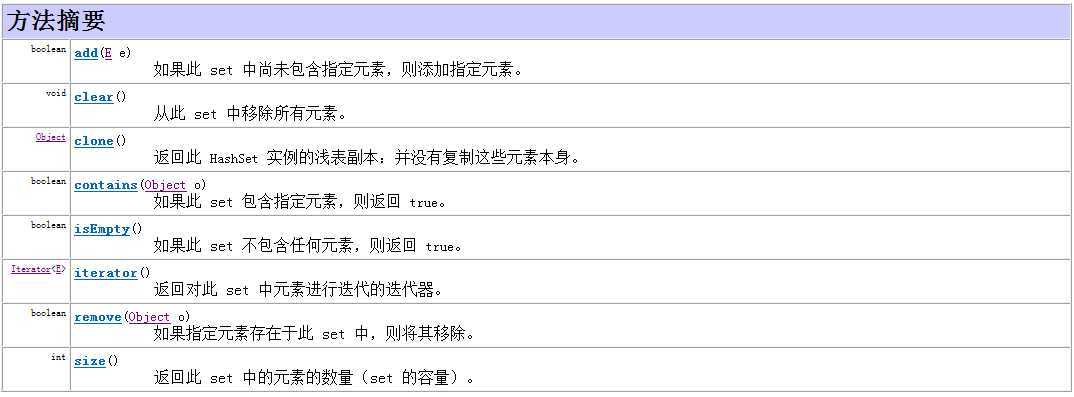 方法摘要
boolean add(E e)
如果此 set 中尚未包含指定元素，则添加指定元素。
void clear()
从此 set 中移除所有元素。
Object clone()
返回此 HashSet 实例的浅表副本：并没有复制这些元素本身。
boolean contains(Object o)
如果此 set 包含指定元素，则返回 true。
boolean isEmpty()
如果此 set 不包含任何元素，则返回 true。
Iterator<E> iterator()
返回对此 set 中元素进行迭代的迭代器。
boolean remove(Object o)
如果指定元素存在于此 set 中，则将其移除。
int size()
返回此 set 中的元素的数量（set 的容量）。